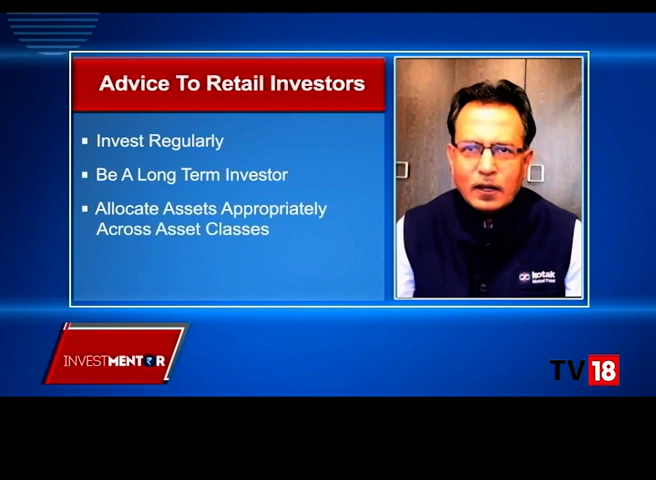 Advice To Retail Investors
Invest Regularly
Be A Long Term Investor
Allocate Assets Appropriately
Across Asset Classes
kotak
Mutual Fund
INVESTMENT₹R
TV18